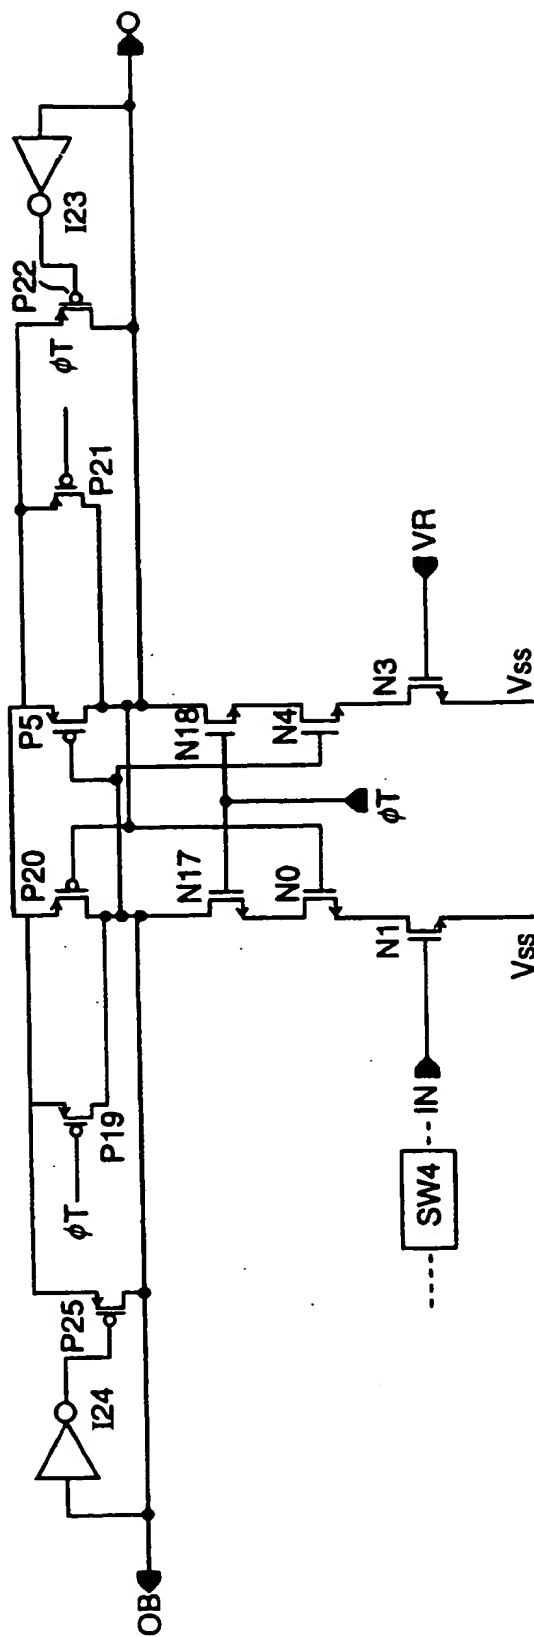 O
I23
P22
φT
P21
P5
P20
P19
φT
P25
I24
OB
N18
N4
N3
VR
Vss
N17
φT
N0
N1
Vss
IN
SW4